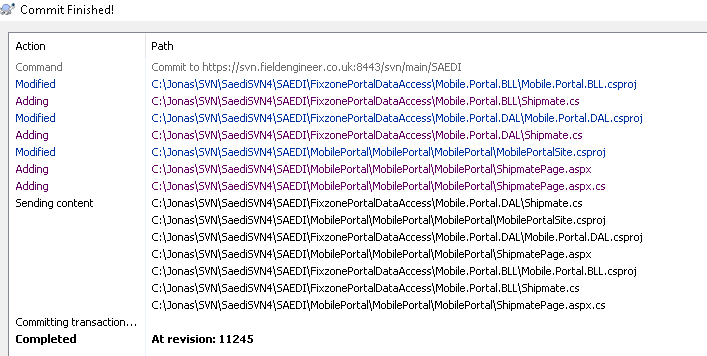 Commit Finished!
Action Path
Command Commit to https://svn.fieldengineer.co.uk:8443/svn/main/SAEDI
Modified C:\Jonas\SVN\SaediSVN4\SAEDI\FixzonePortalDataAccess\Mobile.Portal.BLL\Mobile.Portal.BLL.csproj
Adding C:\Jonas\SVN\SaediSVN4\SAEDI\FixzonePortalDataAccess\Mobile.Portal.BLL\Shipmate.cs
Modified C:\Jonas\SVN\SaediSVN4\SAEDI\FixzonePortalDataAccess\Mobile.Portal.DAL\Mobile.Portal.DAL.csproj
Adding C:\Jonas\SVN\SaediSVN4\SAEDI\FixzonePortalDataAccess\Mobile.Portal.DAL\Shipmate.cs
Modified C:\Jonas\SVN\SaediSVN4\SAEDI\MobilePortal\MobilePortal\MobilePortal\MobilePortalSite.csproj
Adding C:\Jonas\SVN\SaediSVN4\SAEDI\MobilePortal\MobilePortal\MobilePortal\ShipmatePage.aspx
Adding C:\Jonas\SVN\SaediSVN4\SAEDI\MobilePortal\MobilePortal\MobilePortal\ShipmatePage.aspx.cs
Sending content C:\Jonas\SVN\SaediSVN4\SAEDI\FixzonePortalDataAccess\Mobile.Portal.DAL\Shipmate.cs
C:\Jonas\SVN\SaediSVN4\SAEDI\MobilePortal\MobilePortal\MobilePortal\MobilePortalSite.csproj
C:\Jonas\SVN\SaediSVN4\SAEDI\FixzonePortalDataAccess\Mobile.Portal.DAL\Mobile.Portal.DAL.csproj
C:\Jonas\SVN\SaediSVN4\SAEDI\MobilePortal\MobilePortal\MobilePortal\ShipmatePage.aspx
C:\Jonas\SVN\SaediSVN4\SAEDI\FixzonePortalDataAccess\Mobile.Portal.BLL\Mobile.Portal.BLL.csproj
C:\Jonas\SVN\SaediSVN4\SAEDI\FixzonePortalDataAccess\Mobile.Portal.BLL\Shipmate.cs
C:\Jonas\SVN\SaediSVN4\SAEDI\MobilePortal\MobilePortal\MobilePortal\ShipmatePage.aspx.cs
Committing transaction...
Completed At revision: 11245